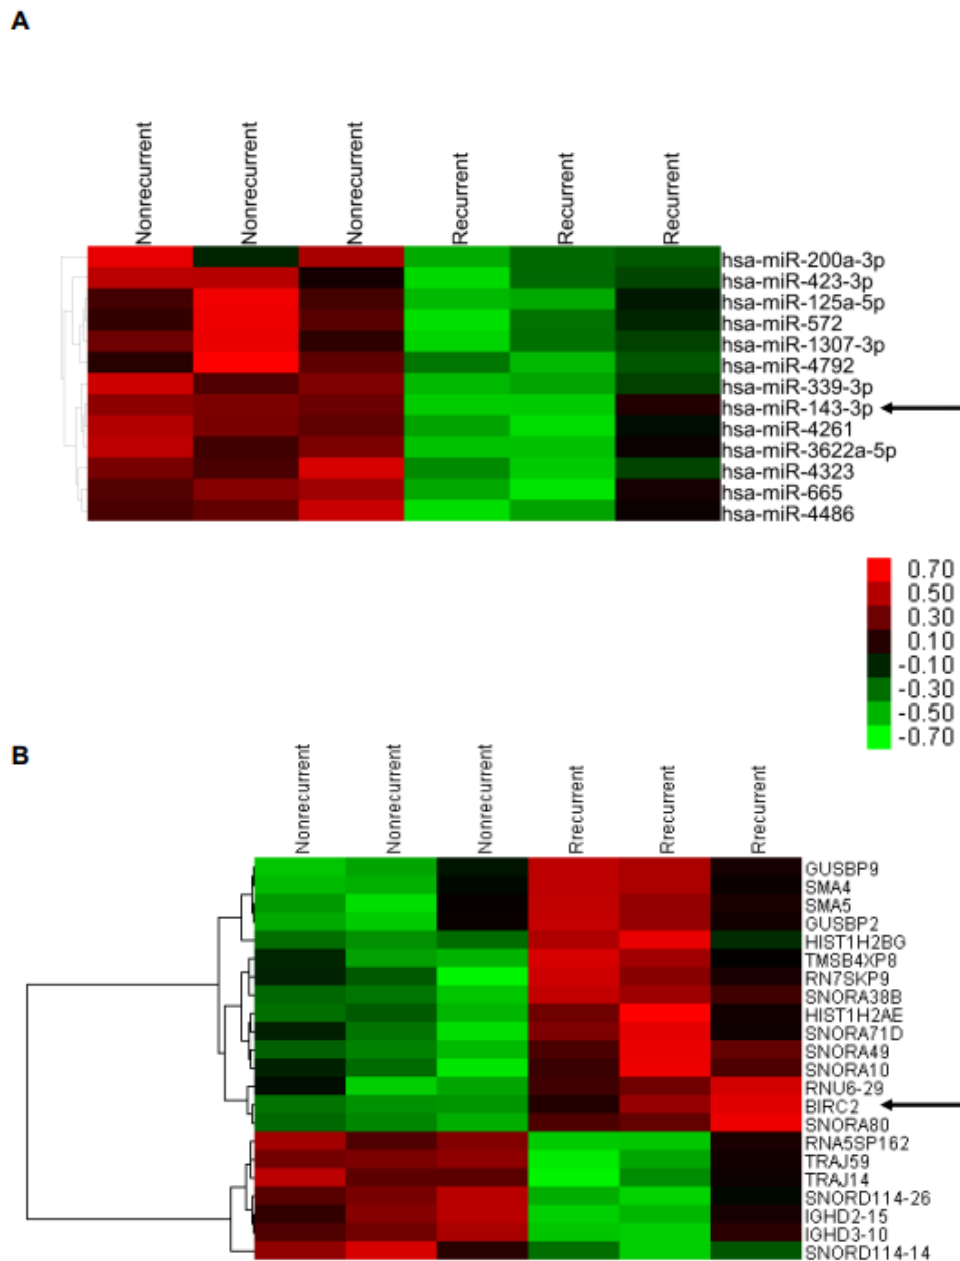 A
Nonrecurrent
Nonrecurrent
Nonrecurrent
Recurrent
Recurrent
Recurrent
hsa-miR-200a-3p
hsa-miR-423-3p
hsa-miR-125a-5p
hsa-miR-572
hsa-miR-1307-3p
hsa-miR-4792
hsa-miR-339-3p
hsa-miR-143-3p
hsa-miR-4261
hsa-miR-3622a-5p
hsa-miR-4323
hsa-miR-665
hsa-miR-4486
0.70
0.50
0.30
0.10
-0.10
-0.30
-0.50
-0.70
B
Nonrecurrent
Nonrecurrent
Nonrecurrent
Rrecurrent
Rrecurrent
Rrecurrent
GUSBP9
SMA4
SMA5
GUSBP2
HIST1H2BG
TMSB4XP8
RN7SKP9
SNORA38B
HIST1H2AE
SNORA71D
SNORA49
SNORA10
RNU6-29
BIRC2
SNORA80
RNA5SP162
TRAJ59
TRAJ14
SNORD114-26
IGHD2-15
IGHD3-10
SNORD114-14